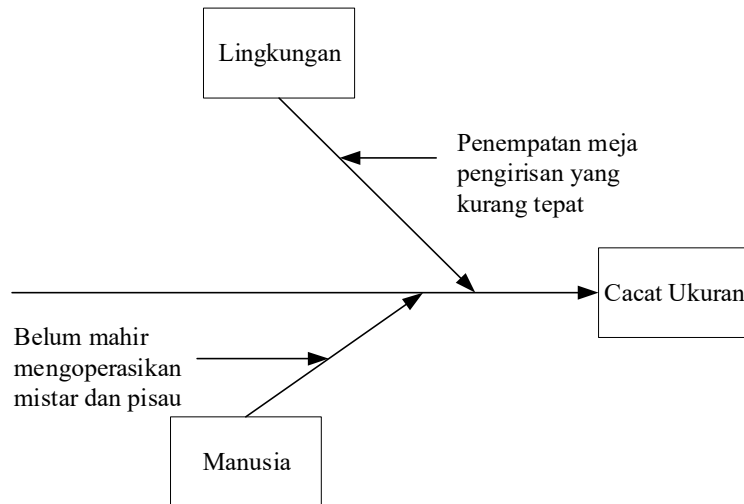 Lingkungan
Penempatan meja
pengirisan yang
kurang tepat
Cacat Ukuran
Belum mahir
mengoperasikan
mistar dan pisau
Manusia